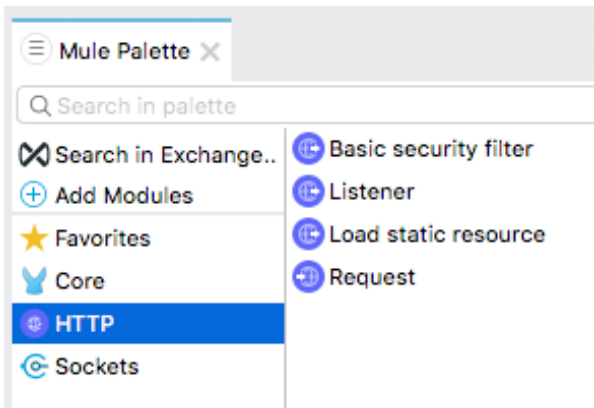 Mule Palette
Search in palette
Search in Exchange..
Add Modules
Favorites
Core
HTTP
Sockets
Basic security filter
Listener
Load static resource
Request